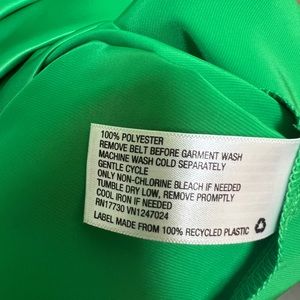 100% POLYESTER
REMOVE BELT BEFORE GARMENT WASH
MACHINE WASH COLD SEPARATELY
GENTLE CYCLE
ONLY NON-CHLORINE BLEACH IF NEEDED
TUMBLE DRY LOW, REMOVE PROMPTLY
COOL IRON IF NEEDED
RN17730 VN1247024
LABEL MADE FROM 100% RECYCLED PLASTIC